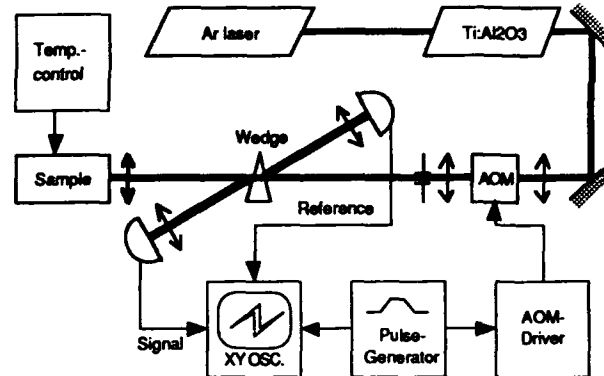 Temp.-
control
Ar laser
Ti:Al2O3
Wedge
Sample
AOM
Reference
Signal
XY OSC.
Pulse-
Generator
AOM-
Driver